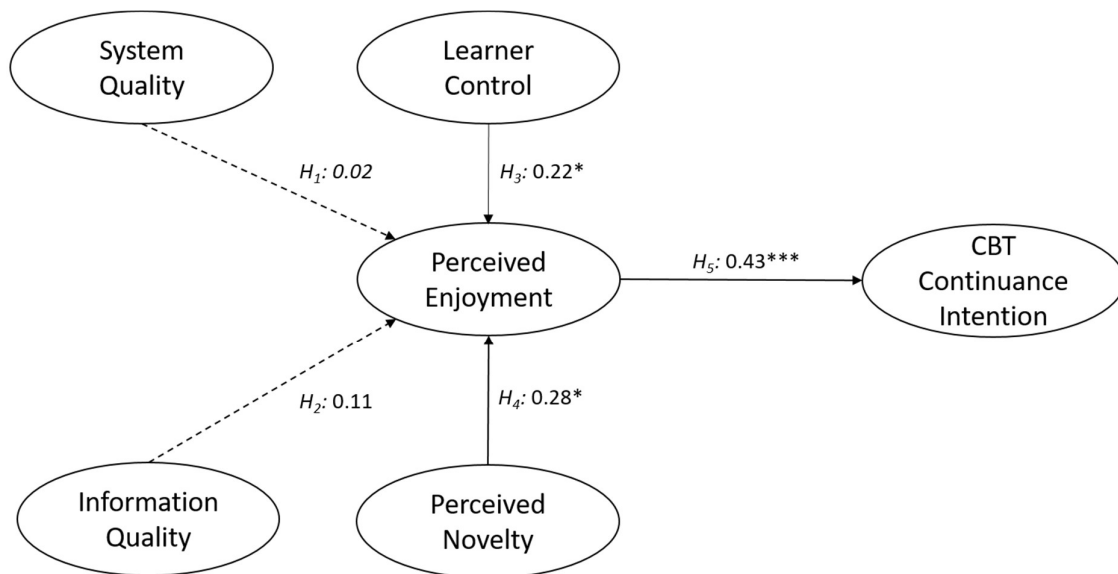 System
Quality
Learner
Control
H₁: 0.02
H₃: 0.22*
Perceived
Enjoyment
H₅: 0.43***
CBT
Continuance
Intention
H₂: 0.11
H₄: 0.28*
Information
Quality
Perceived
Novelty